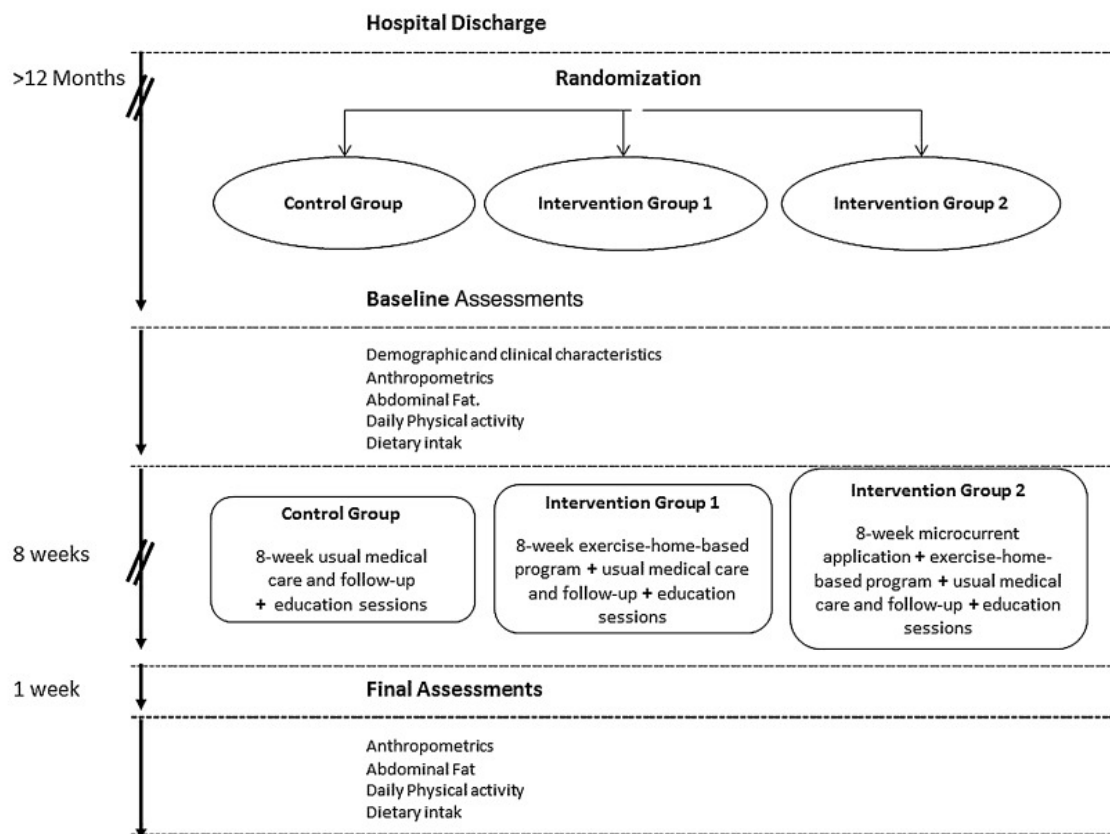 Hospital Discharge
>12 Months
Randomization
Control Group
Intervention Group 1
Intervention Group 2
Baseline Assessments
Demographic and clinical characteristics
Anthropometrics
Abdominal Fat.
Daily Physical activity
Dietary intak
8 weeks
Control Group
8-week usual medical
care and follow-up
+ education sessions
Intervention Group 1
8-week exercise-home-based
program + usual medical care
and follow-up + education
sessions
Intervention Group 2
8-week microcurrent
application + exercise-home-
based program + usual medical
care and follow-up + education
sessions
1 week
Final Assessments
Anthropometrics
Abdominal Fat
Daily Physical activity
Dietary intak